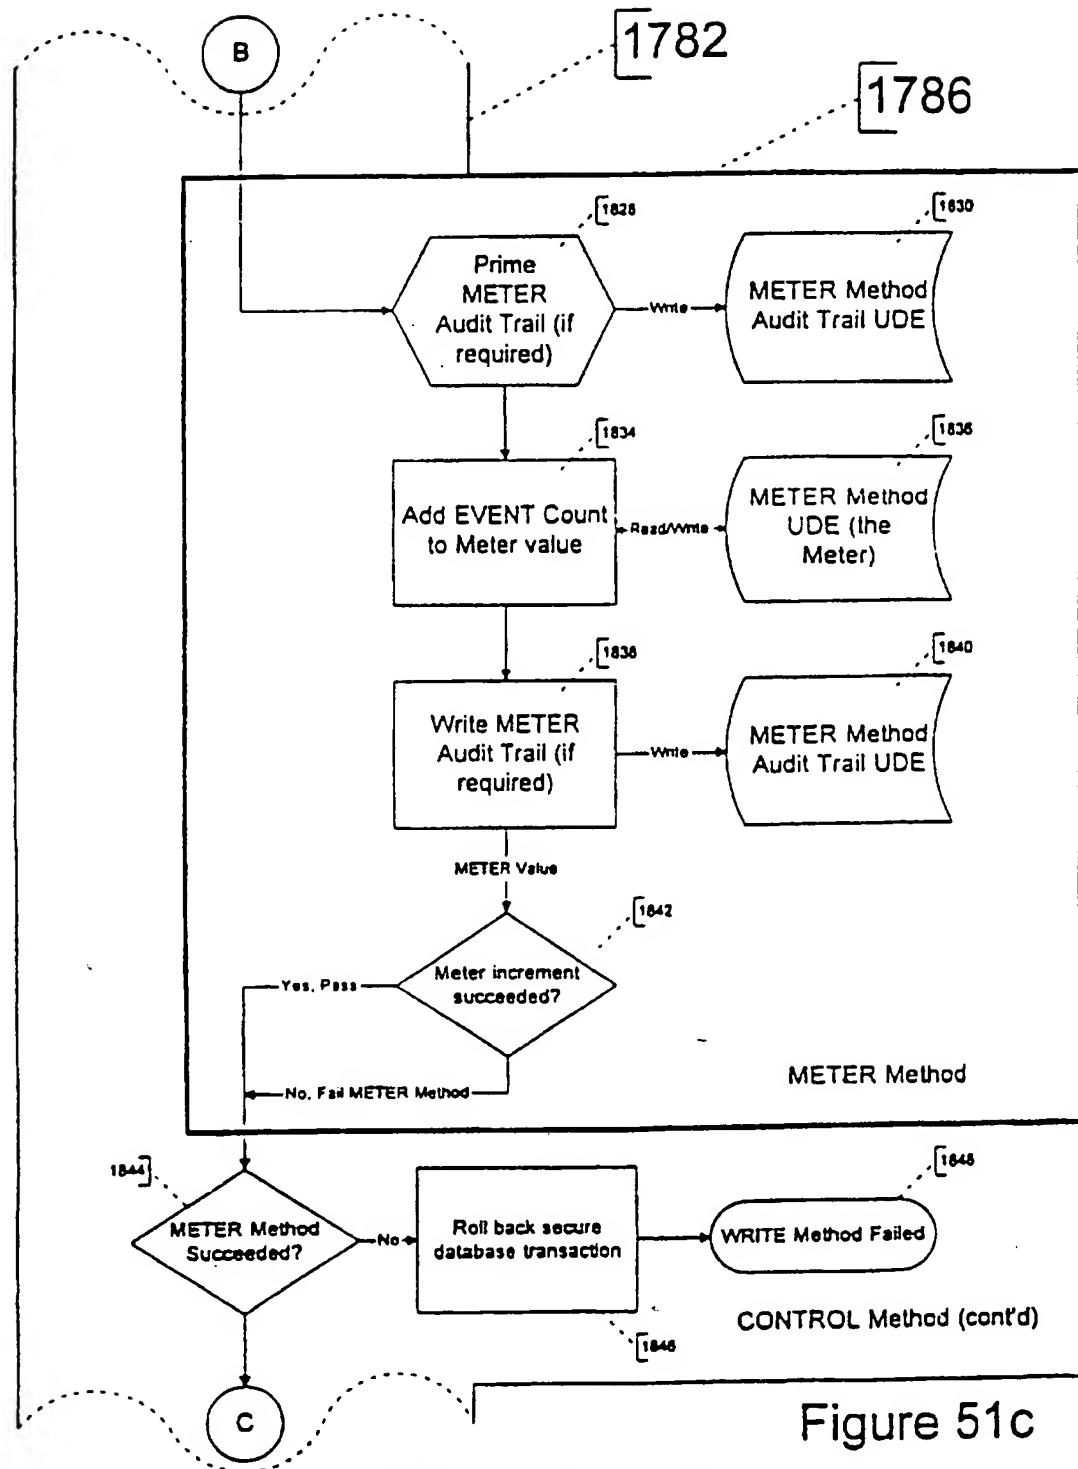 B
1782
1786
1828
Prime
METER
Audit Trail (if
required)
Write
1830
METER Method
Audit Trail UDE
1834
Add EVENT Count
to Meter value
Read/Write
1836
METER Method
UDE (the
Meter)
1838
Write METER
Audit Trail (if
required)
Write
1840
METER Method
Audit Trail UDE
METER Value
1842
Meter increment
succeeded?
Yes, Pass
No, Fail METER Method
METER Method
1844
METER Method
Succeeded?
No
Roll back secure
database transaction
1846
1848
WRITE Method Failed
CONTROL Method (cont'd)
C
Figure 51c